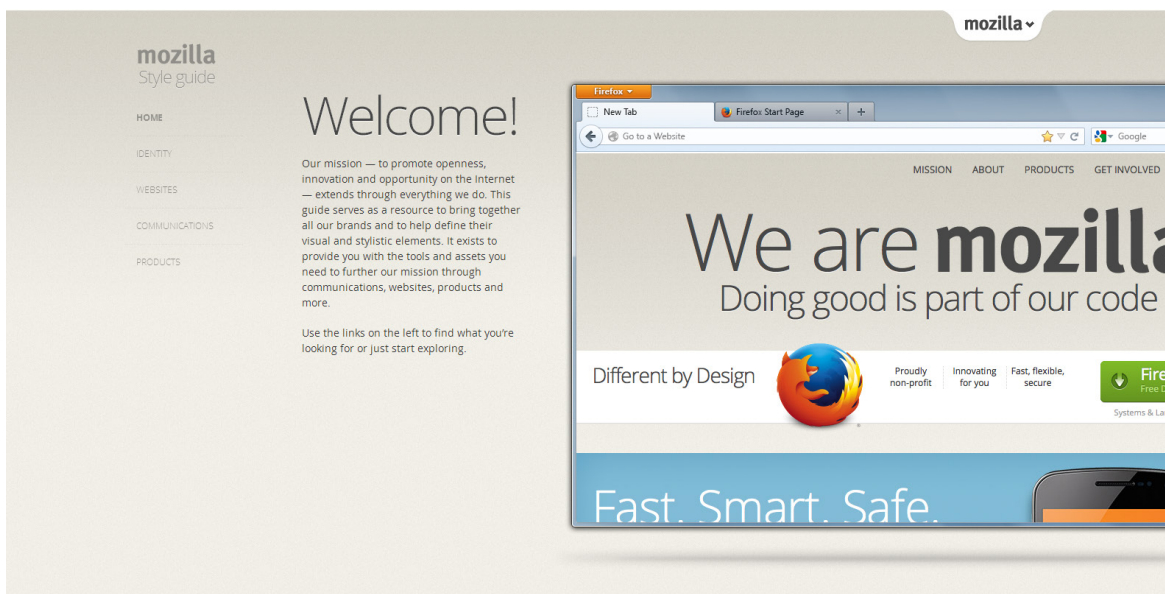 mozilla
mozilla
Style guide
HOME
IDENTITY
WEBSITES
COMMUNICATIONS
PRODUCTS
Welcome!
Our mission — to promote openness,
innovation and opportunity on the Internet
— extends through everything we do. This
guide serves as a resource to bring together
all our brands and to help define their
visual and stylistic elements. It exists to
provide you with the tools and assets you
need to further our mission through
communications, websites, products and
more.
Use the links on the left to find what you're
looking for or just start exploring.
Firefox
New Tab
Firefox Start Page
Go to a Website
Google
MISSION ABOUT PRODUCTS GET INVOLVED
We are mozilla
Doing good is part of our code
Different by Design
Proudly
non-profit
Innovating
for you
Fast, flexible,
secure
Fire
Free D
Systems & La
Fast. Smart. Safe.